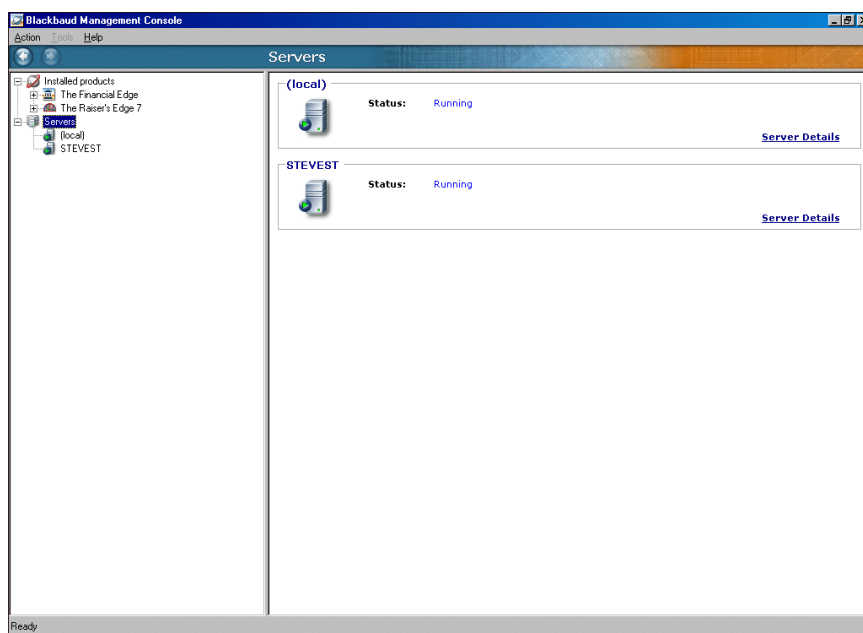 Blackbaud Management Console
Action Tools Help
Servers
Installed products
The Financial Edge
The Raiser's Edge 7
Servers
(local)
STEVEST
(local)
Status: Running
Server Details
STEVEST
Status: Running
Server Details
Ready